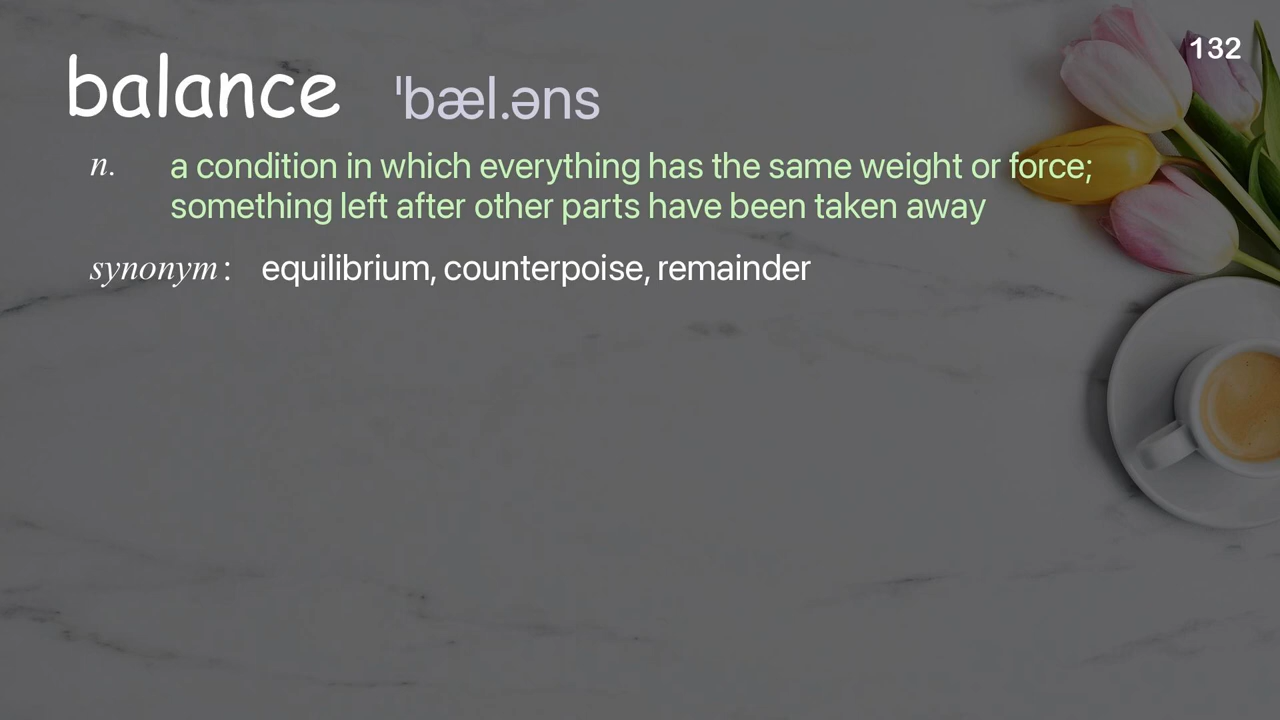 132
balance ˈbæl.əns
n. a condition in which everything has the same weight or force;
something left after other parts have been taken away
synonym: equilibrium, counterpoise, remainder